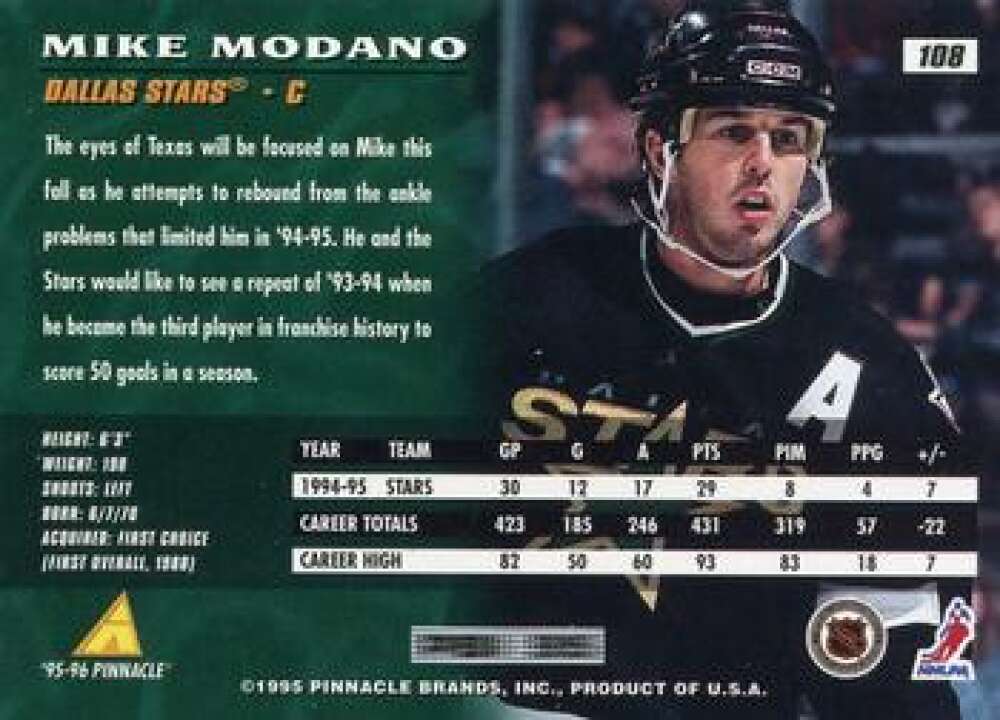 MIKE MODANO
108
DALLAS STARS® • C
The eyes of Texas will be focused on Mike this
fall as he attempts to rebound from the ankle
problems that limited him in '94-95. He and the
Stars would like to see a repeat of '93-94 when
he became the third player in franchise history to
score 50 goals in a season.
HEIGHT: 6'3"
WEIGHT: 190
SHOOTS: LEFT
BORN: 6/7/70
ACQUIRED: FIRST CHOICE
(FIRST OVERALL, 1988)
YEAR TEAM GP G A PTS PIM PPG +/-
1994-95 STARS 30 12 17 29 8 4 7
CAREER TOTALS 423 185 246 431 319 57 -22
CAREER HIGH 82 50 60 93 83 18 7
DALLAS
CCM
A
STARS
'95-96 PINNACLE
NHLPA
©1995 PINNACLE BRANDS, INC., PRODUCT OF U.S.A.